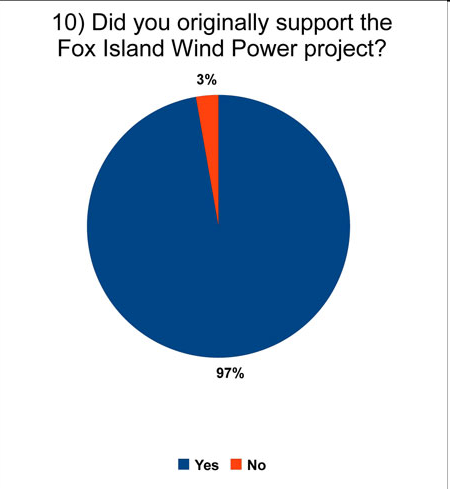 10) Did you originally support the
Fox Island Wind Power project?
3%
97%
Yes No